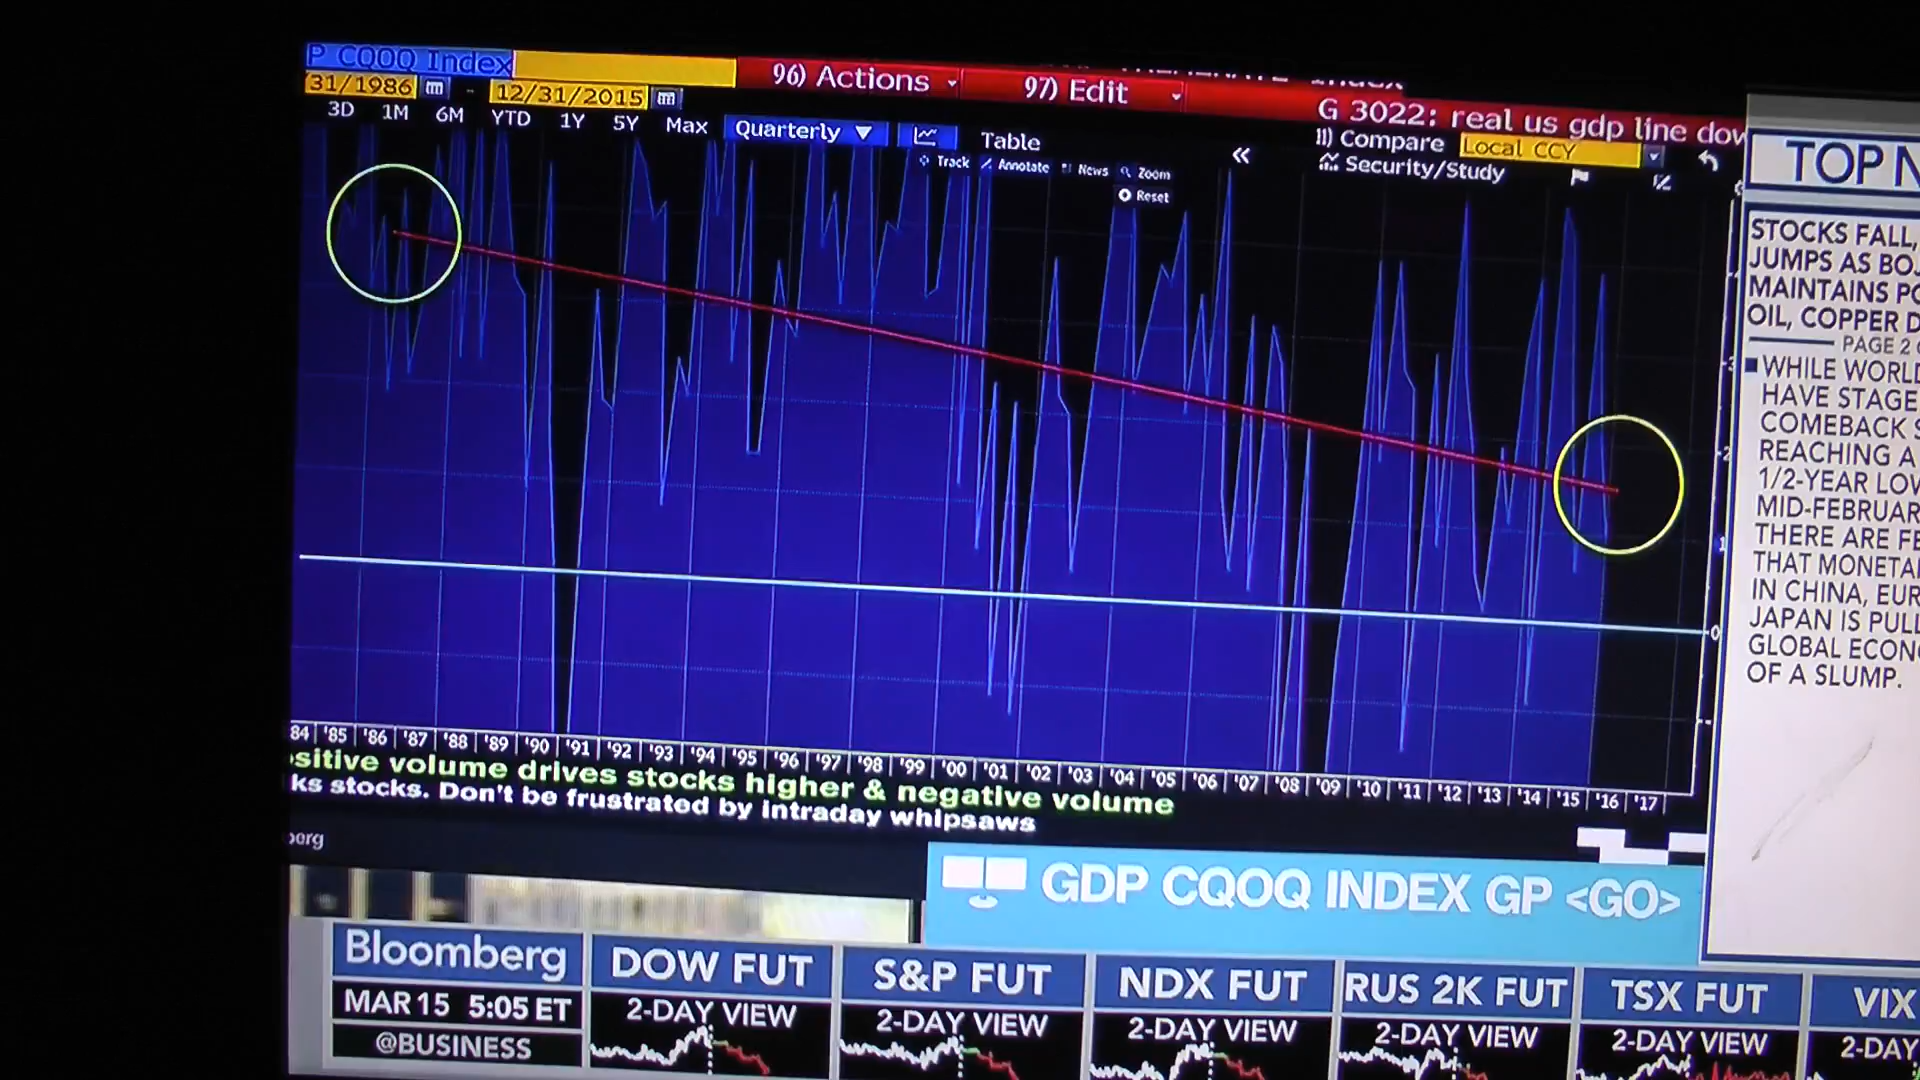 P CQOQ Index
31/1986 - 12/31/2015
96) Actions
97) Edit
G 3022: real us gdp line
3D 1M 6M YTD 1Y 5Y Max Quarterly Table
Track Annotate News Zoom
Reset
Compare Local CCY
Security/Study
2
1
0
84 '85 '86 '87 '88 '89 '90 '91 '92 '93 '94 '95 '96 '97 '98 '99 '00 '01 '02 '03 '04 '05 '06 '07 '08 '09 '10 '11 '12 '13 '14 '15 '16 '17
sitive volume drives stocks higher & negative volume
ks stocks. Don't be frustrated by intraday whipsaws
berg
GDP CQOQ INDEX GP <GO>
TOP N
STOCKS FALL,
JUMPS AS BOJ
MAINTAINS
OIL, COPPER
PAGE 2
WHILE WORLD
HAVE STAGE
COMEBACK
REACHING A
1/2-YEAR LOW
MID-FEBRUAR
THERE ARE FE
THAT MONETA
IN CHINA, EUR
JAPAN IS PULL
GLOBAL ECON
OF A SLUMP.
Bloomberg
MAR 15 5:05 ET
@BUSINESS
DOW FUT
2-DAY VIEW
S&P FUT
2-DAY VIEW
NDX FUT
2-DAY VIEW
RUS 2K FUT
2-DAY VIEW
TSX FUT
2-DAY VIEW
VIX
2-DAY